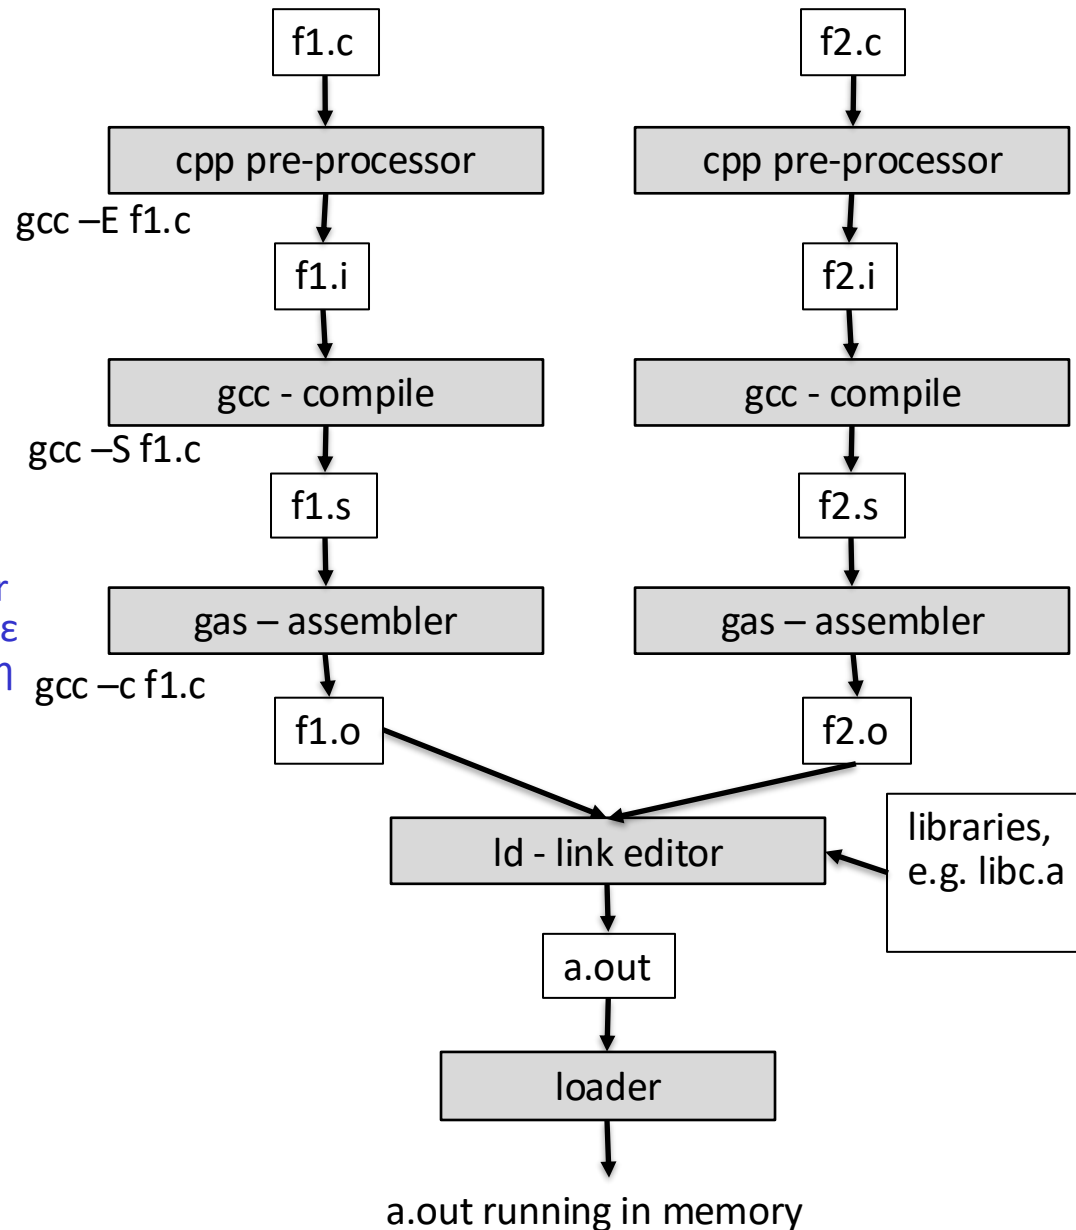 f1.c
f2.c
cpp pre-processor
cpp pre-processor
gcc –E f1.c
f1.i
f2.i
gcc - compile
gcc - compile
gcc –S f1.c
f1.s
f2.s
gas – assembler
gas – assembler
gcc –c f1.c
f1.o
f2.o
ld - link editor
libraries,
e.g. libc.a
a.out
loader
a.out running in memory